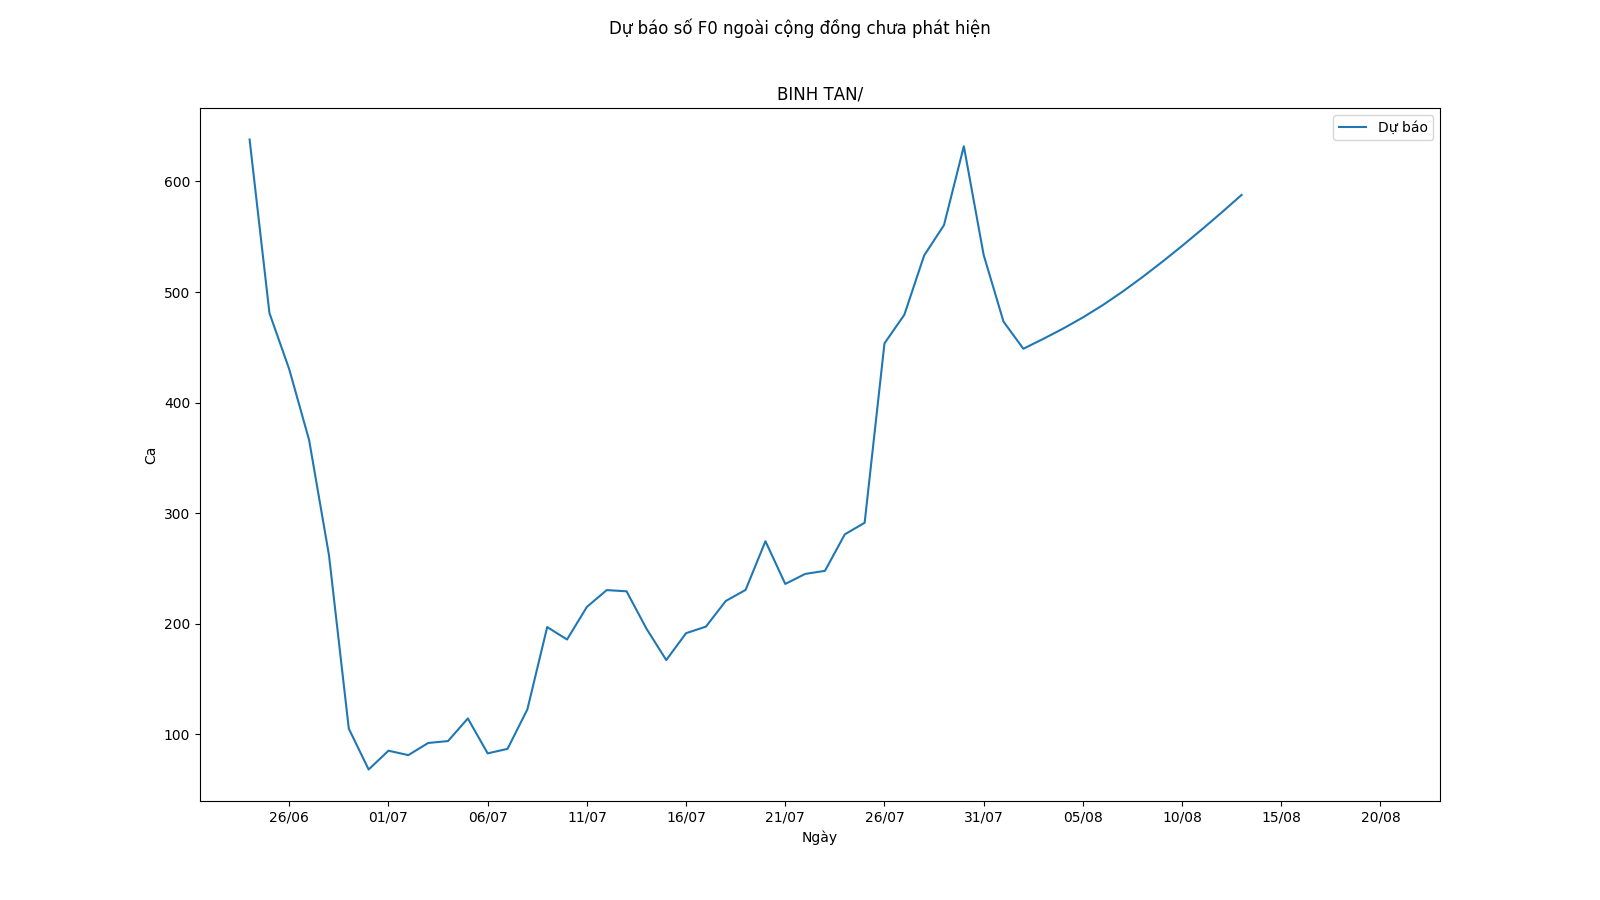 Dự báo số F0 ngoài cộng đồng chưa phát hiện
BINH TAN/
Dự báo
600
500
400
300
200
100
Ca
26/06 01/07 06/07 11/07 16/07 21/07 26/07 31/07 05/08 10/08 15/08 20/08
Ngày